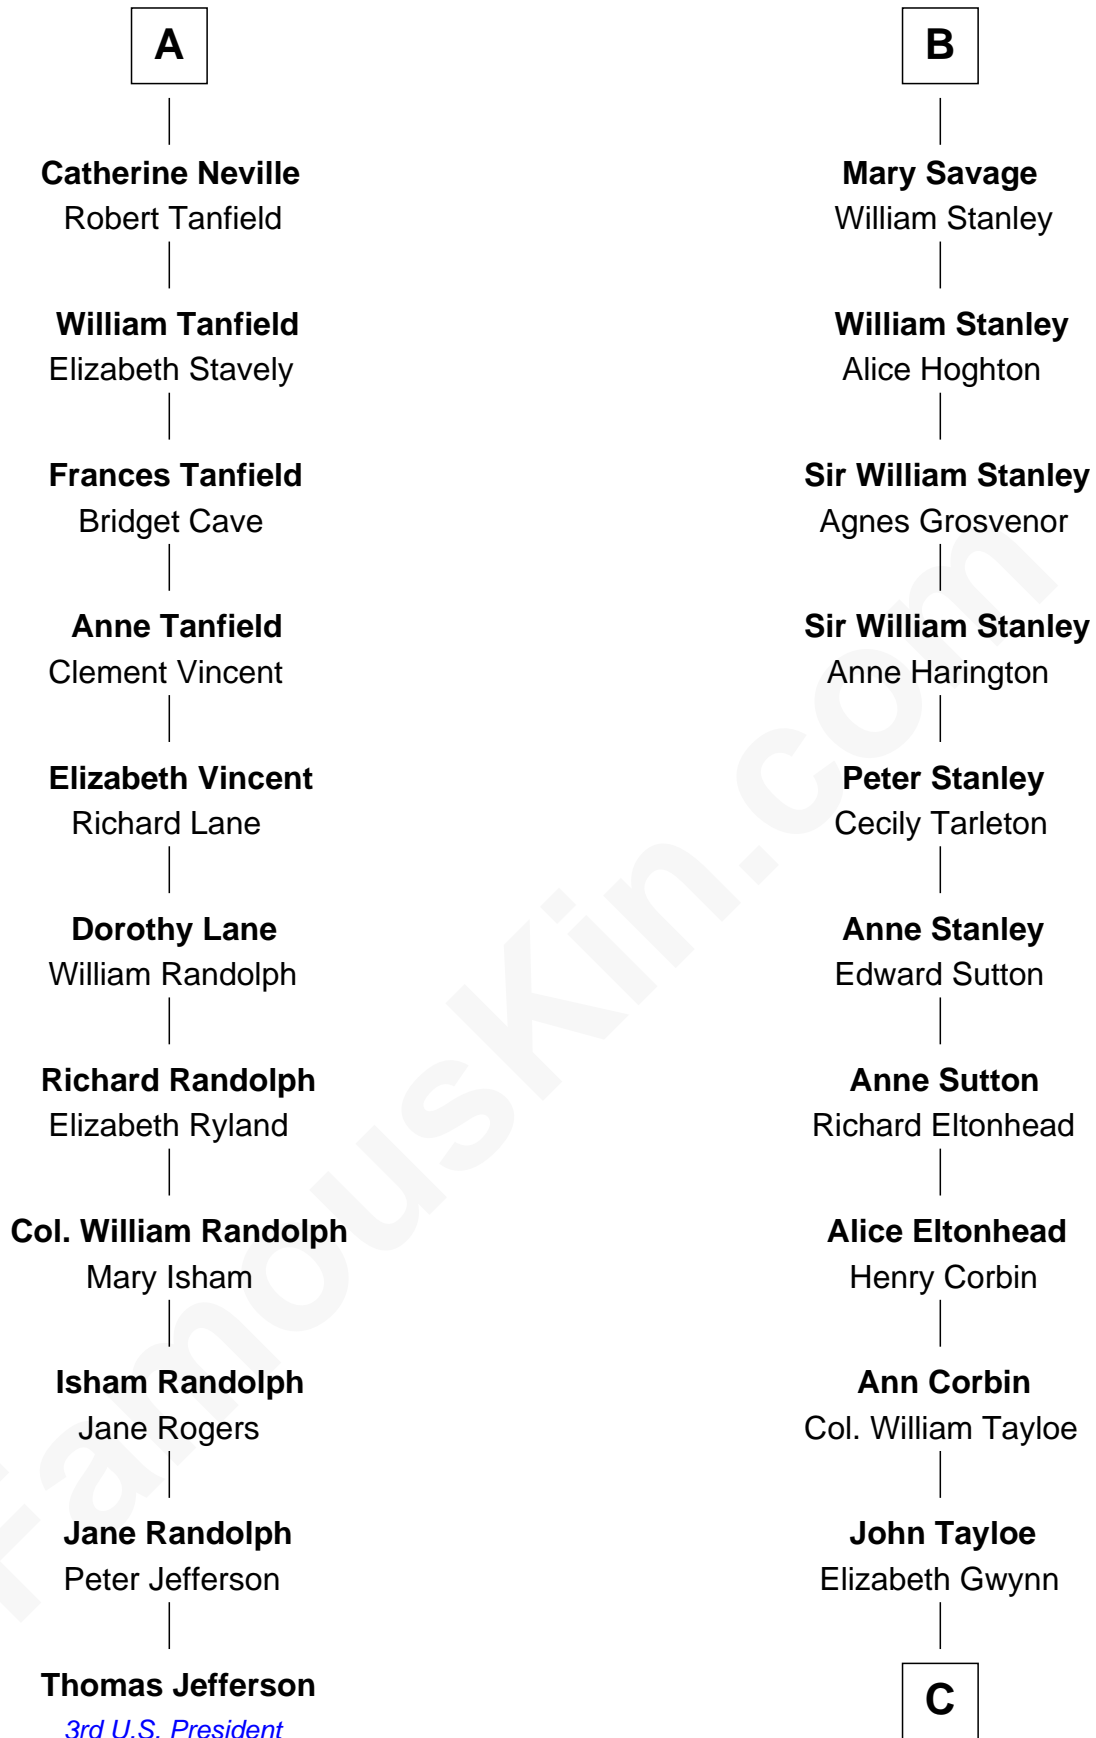 A
Catherine Neville
Robert Tanfield
William Tanfield
Elizabeth Stavely
Frances Tanfield
Bridget Cave
Anne Tanfield
Clement Vincent
Elizabeth Vincent
Richard Lane
Dorothy Lane
William Randolph
Richard Randolph
Elizabeth Ryland
Col. William Randolph
Mary Isham
Isham Randolph
Jane Rogers
Jane Randolph
Peter Jefferson
Thomas Jefferson
3rd U.S. President
B
Mary Savage
William Stanley
William Stanley
Alice Hoghton
Sir William Stanley
Agnes Grosvenor
Sir William Stanley
Anne Harington
Peter Stanley
Cecily Tarleton
Anne Stanley
Edward Sutton
Anne Sutton
Richard Eltonhead
Alice Eltonhead
Henry Corbin
Ann Corbin
Col. William Tayloe
John Tayloe
Elizabeth Gwynn
C
FamousKin.com